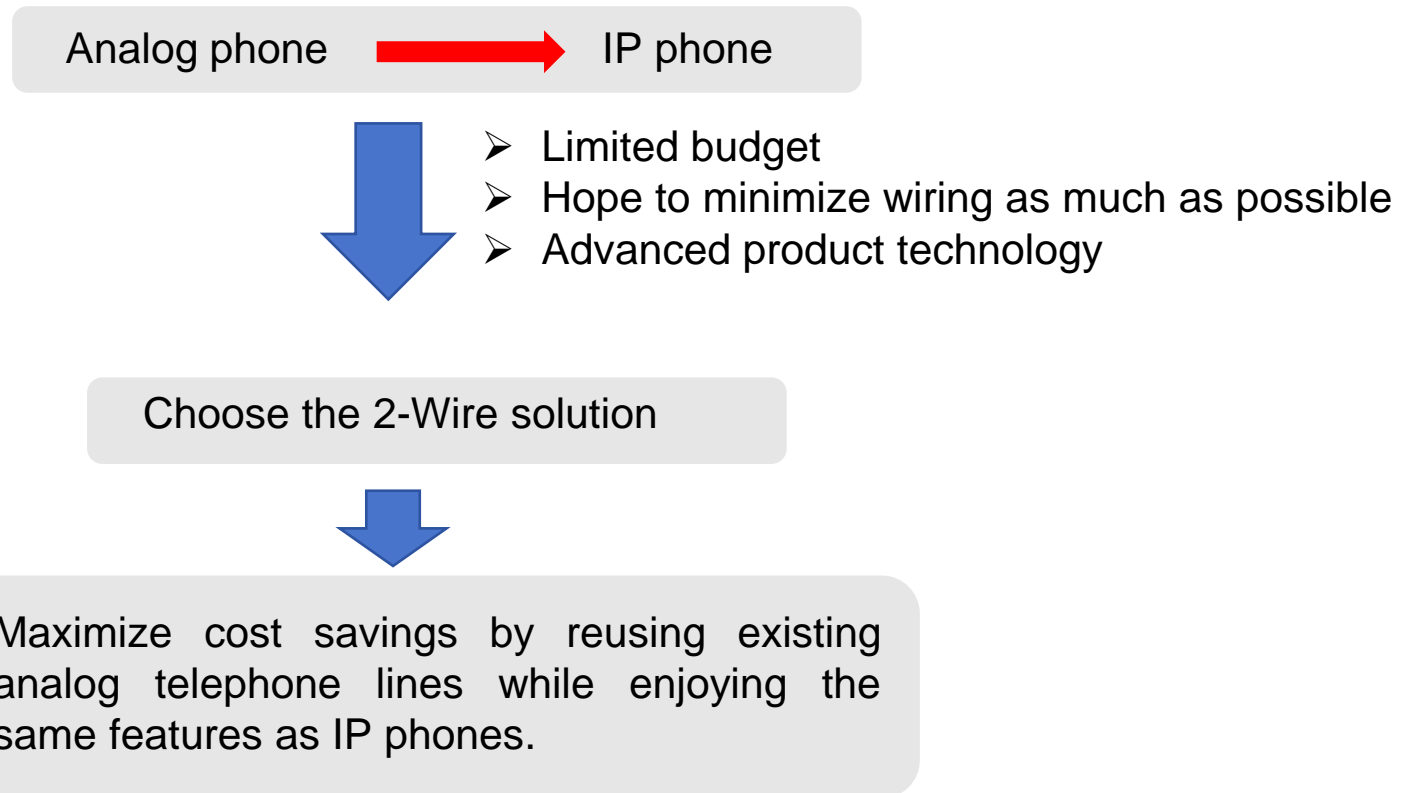 Analog phone IP phone
➢ Limited budget
➢ Hope to minimize wiring as much as possible
➢ Advanced product technology
Choose the 2-Wire solution
Maximize cost savings by reusing existing
analog telephone lines while enjoying the
same features as IP phones.